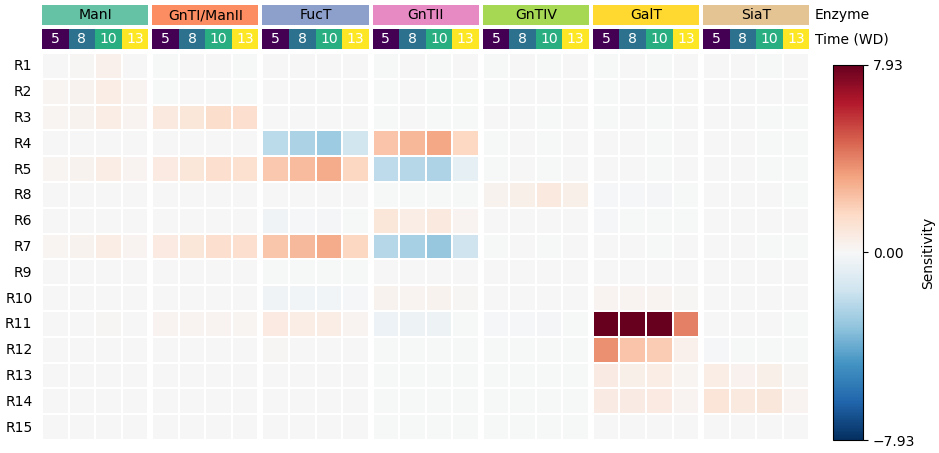 ManI GnTI/ManII FucT GnTII GnTIV GalT SiaT Enzyme
5 8 10 13 5 8 10 13 5 8 10 13 5 8 10 13 5 8 10 13 5 8 10 13 5 8 10 13 Time (WD)
R1
R2
R3
R4
R5
R8
R6
R7
R9
R10
R11
R12
R13
R14
R15
7.93
0.00
−7.93
Sensitivity